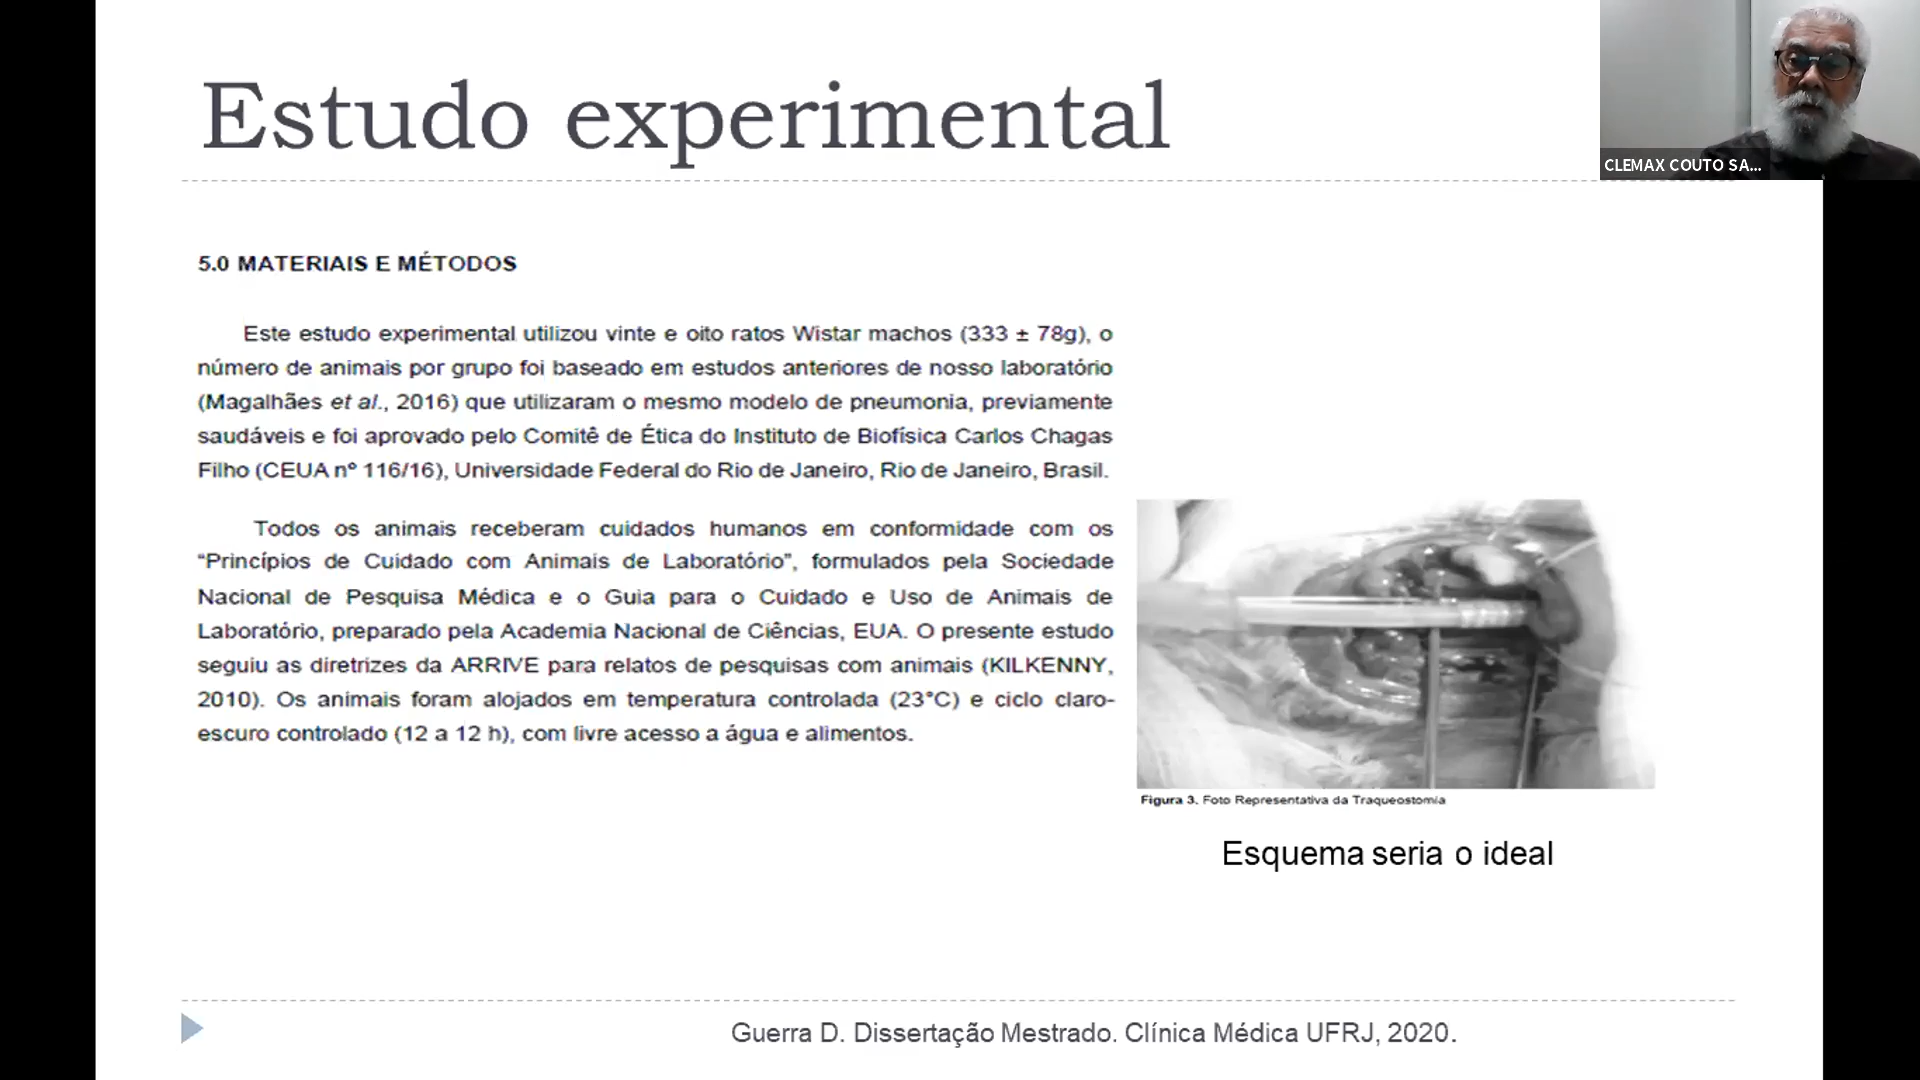 Estudo experimental
CLEMAX COUTO SA...
5.0 MATERIAIS E MÉTODOS
Este estudo experimental utilizou vinte e oito ratos Wistar machos (333 ± 78g), o
número de animais por grupo foi baseado em estudos anteriores de nosso laboratório
(Magalhães et al., 2016) que utilizaram o mesmo modelo de pneumonia, previamente
saudáveis e foi aprovado pelo Comitê de Ética do Instituto de Biofísica Carlos Chagas
Filho (CEUA nº 116/16), Universidade Federal do Rio de Janeiro, Rio de Janeiro, Brasil.
Todos os animais receberam cuidados humanos em conformidade com os
“Princípios de Cuidado com Animais de Laboratório”, formulados pela Sociedade
Nacional de Pesquisa Médica e o Guia para o Cuidado e Uso de Animais de
Laboratório, preparado pela Academia Nacional de Ciências, EUA. O presente estudo
seguiu as diretrizes da ARRIVE para relatos de pesquisas com animais (KILKENNY,
2010). Os animais foram alojados em temperatura controlada (23°C) e ciclo claro-
escuro controlado (12 a 12 h), com livre acesso a água e alimentos.
Figura 3. Foto Representativa da Traqueostomia
Esquema seria o ideal
Guerra D. Dissertação Mestrado. Clínica Médica UFRJ, 2020.